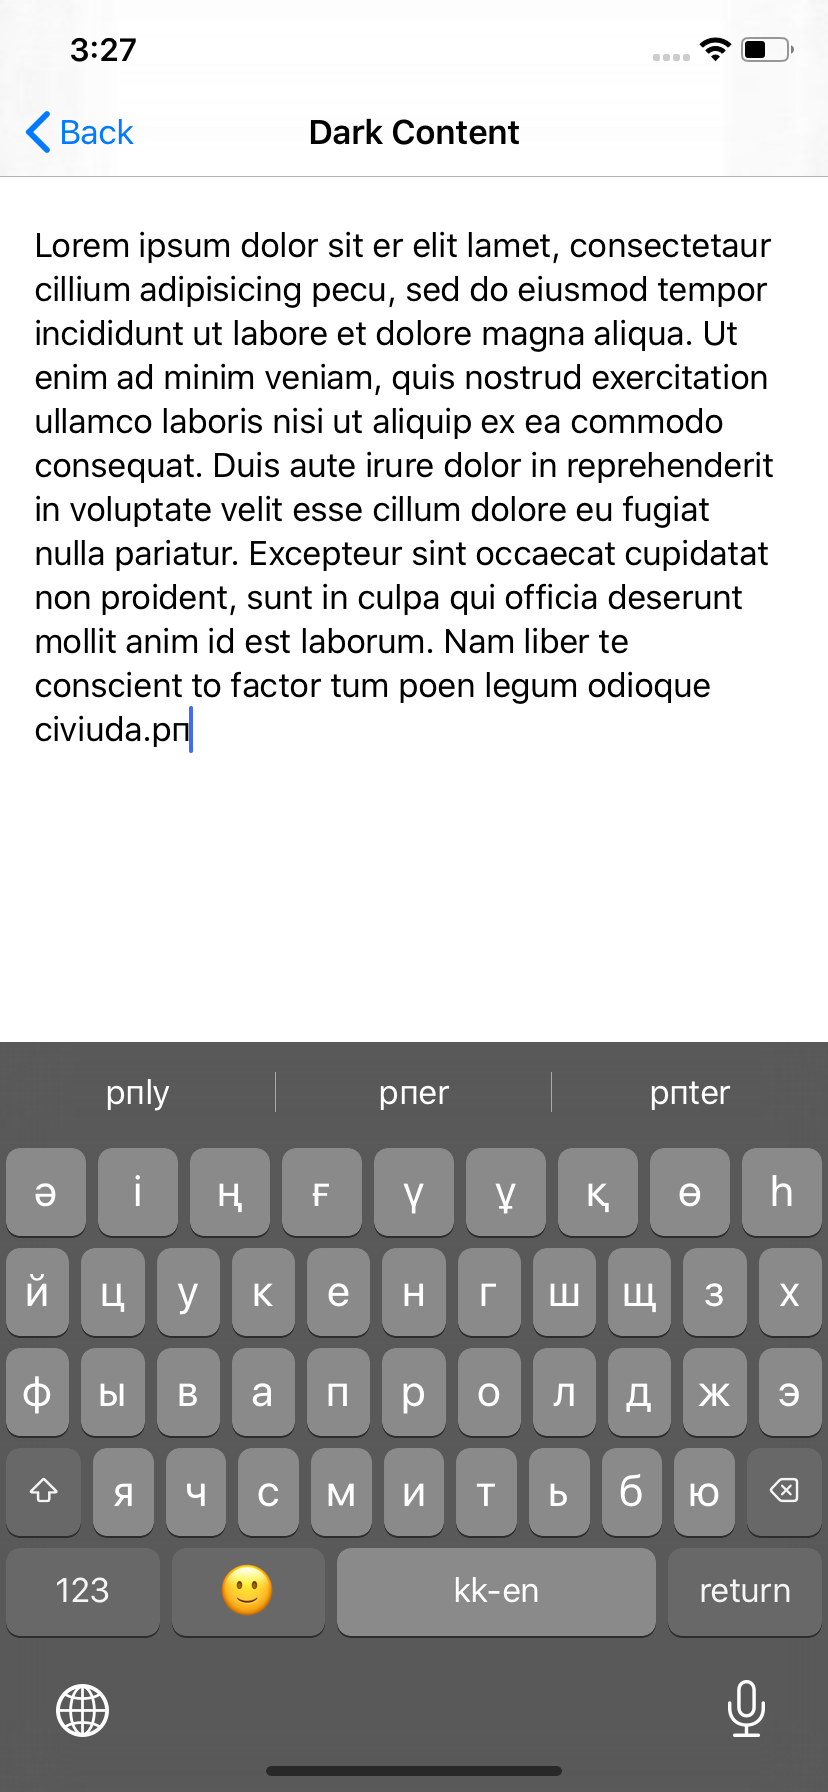 3:27
Back
Dark Content
Lorem ipsum dolor sit er elit lamet, consectetaur
cillium adipisicing pecu, sed do eiusmod tempor
incididunt ut labore et dolore magna aliqua. Ut
enim ad minim veniam, quis nostrud exercitation
ullamco laboris nisi ut aliquip ex ea commodo
consequat. Duis aute irure dolor in reprehenderit
in voluptate velit esse cillum dolore eu fugiat
nulla pariatur. Excepteur sint occaecat cupidatat
non proident, sunt in culpa qui officia deserunt
mollit anim id est laborum. Nam liber te
conscient to factor tum poen legum odioque
civiuda.рп
рпly рпer рпter
ә і ң ғ ү ұ қ ө һ
й ц у к е н г ш щ з х
ф ы в а п р о л д ж э
я ч с м и т ь б ю
123 kk-en return